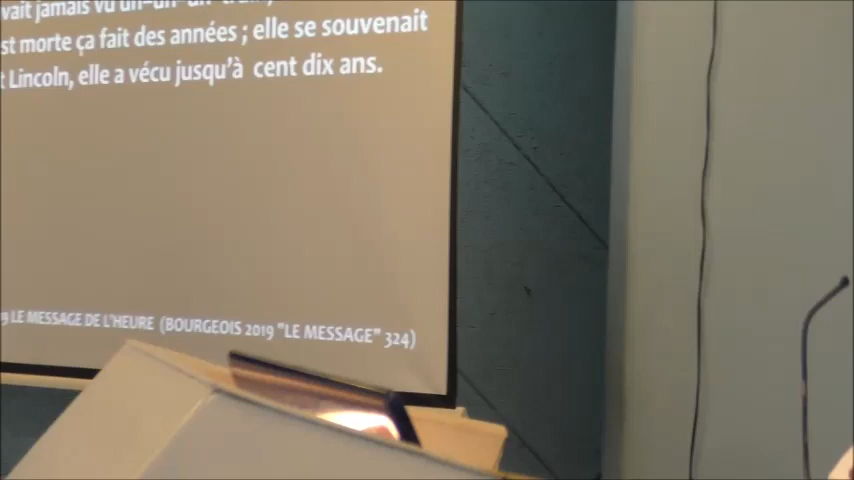 vait jamais vu un-un-un
st morte ça fait des années ; elle se souvenait
t Lincoln, elle a vécu jusqu'à cent dix ans.
9 LE MESSAGE DE L'HEURE (BOURGEOIS 2019 "LE MESSAGE" 324)